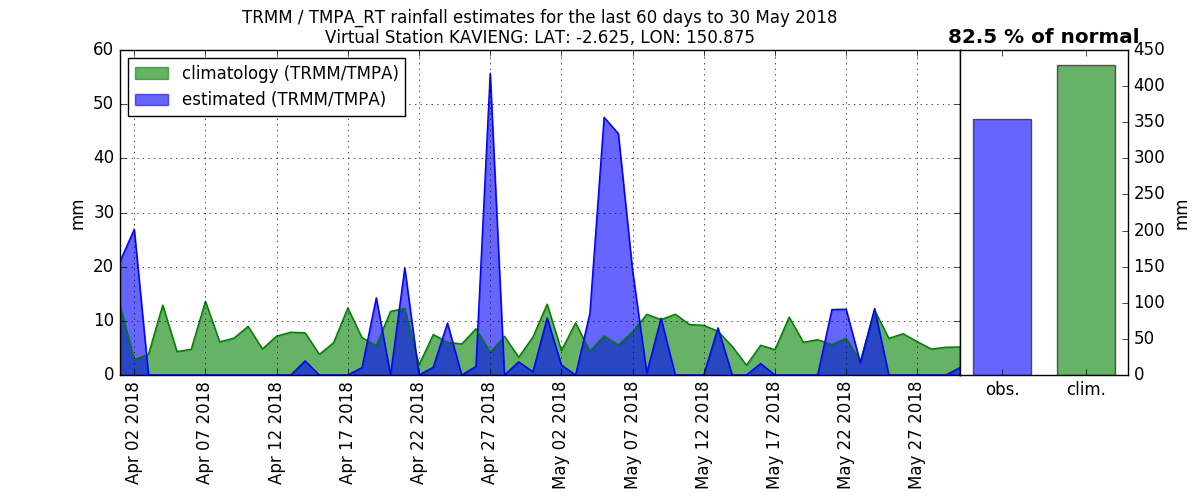 TRMM / TMPA_RT rainfall estimates for the last 60 days to 30 May 2018
Virtual Station KAVIENG: LAT: -2.625, LON: 150.875
82.5 % of normal
climatology (TRMM/TMPA)
estimated (TRMM/TMPA)
60
50
40
30
20
10
0
mm
Apr 02 2018
Apr 07 2018
Apr 12 2018
Apr 17 2018
Apr 22 2018
Apr 27 2018
May 02 2018
May 07 2018
May 12 2018
May 17 2018
May 22 2018
May 27 2018
450
400
350
300
250
200
150
100
50
0
mm
obs.
clim.